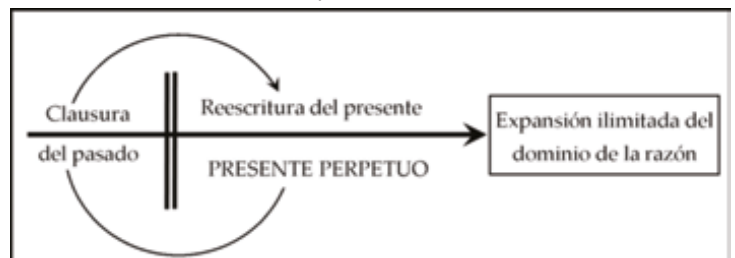 Clausura
del pasado
Reescritura del presente
PRESENTE PERPETUO
Expansión ilimitada del
dominio de la razón